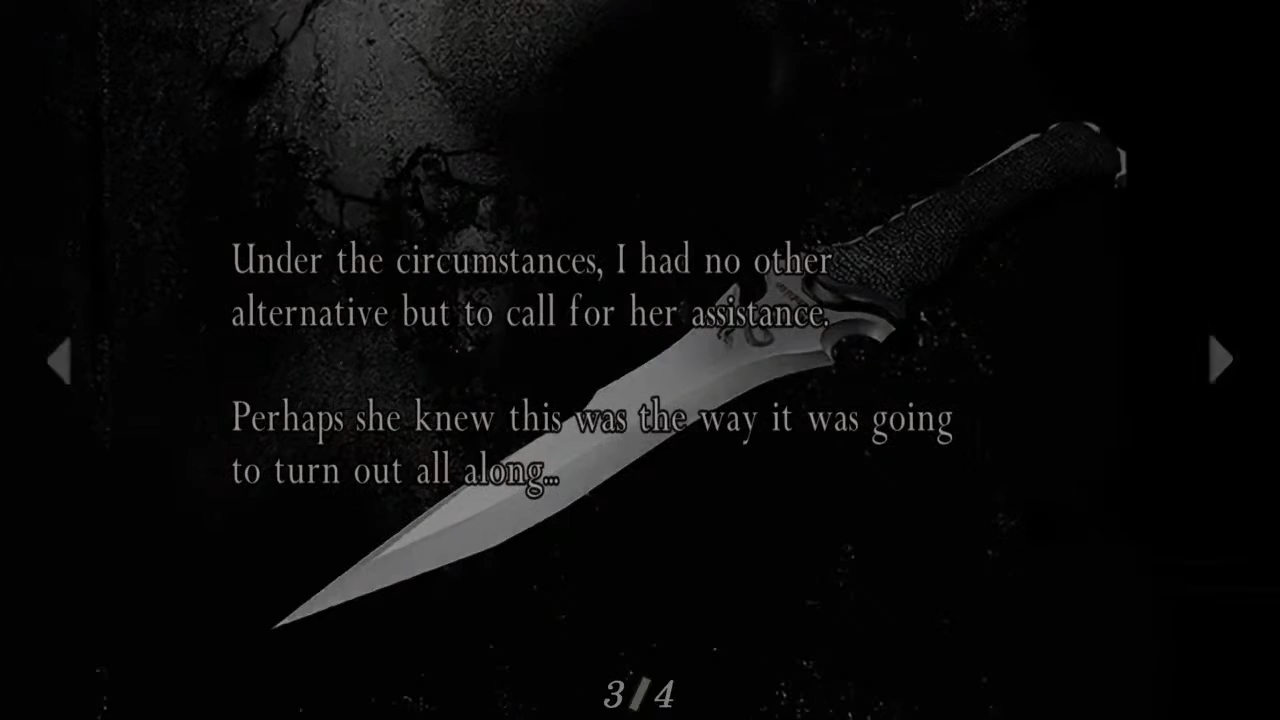 Under the circumstances, I had no other
alternative but to call for her assistance.
Perhaps she knew this was the way it was going
to turn out all along...
3/4